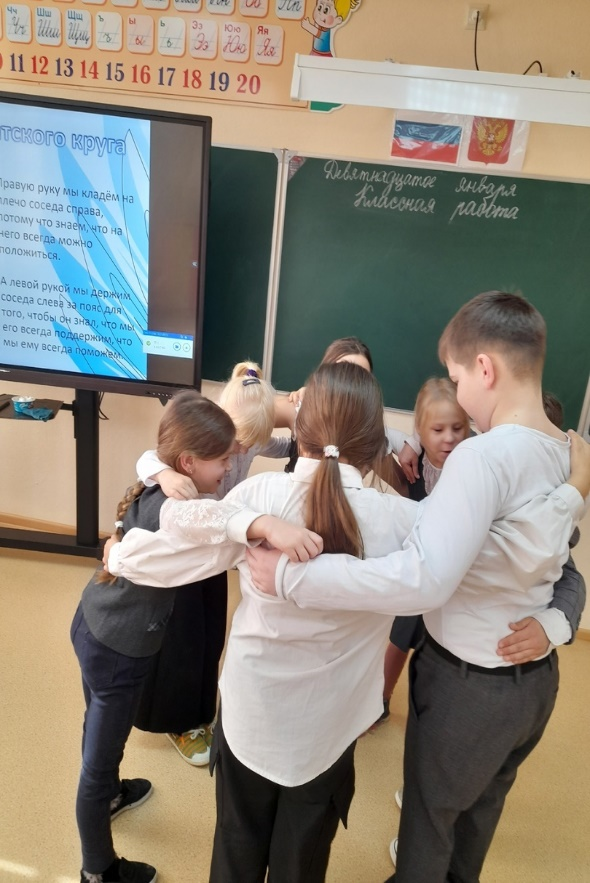 Чч Шш Щщ ъ ы ь Ээ Юю Яя
11 12 13 14 15 16 17 18 19 20
тского круга
Правую руку мы кладём на
плечо соседа справа,
потому что знаем, что на
него всегда можно
положиться.
А левой рукой мы держим
соседа слева за пояс для
того, чтобы он знал, что мы
его всегда поддержим, что
мы ему всегда поможем.
Девятнадцатое января
Классная работа